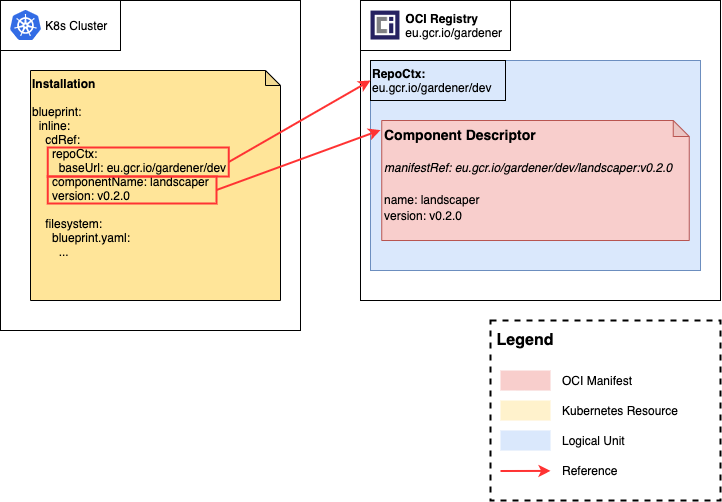 K8s Cluster
Installation
blueprint:
inline:
cdRef:
repoCtx:
baseUrl: eu.gcr.io/gardener/dev
componentName: landscaper
version: v0.2.0
filesystem:
blueprint.yaml:
...
OCI Registry
eu.gcr.io/gardener
RepoCtx:
eu.gcr.io/gardener/dev
Component Descriptor
manifestRef: eu.gcr.io/gardener/dev/landscaper:v0.2.0
name: landscaper
version: v0.2.0
Legend
OCI Manifest
Kubernetes Resource
Logical Unit
Reference